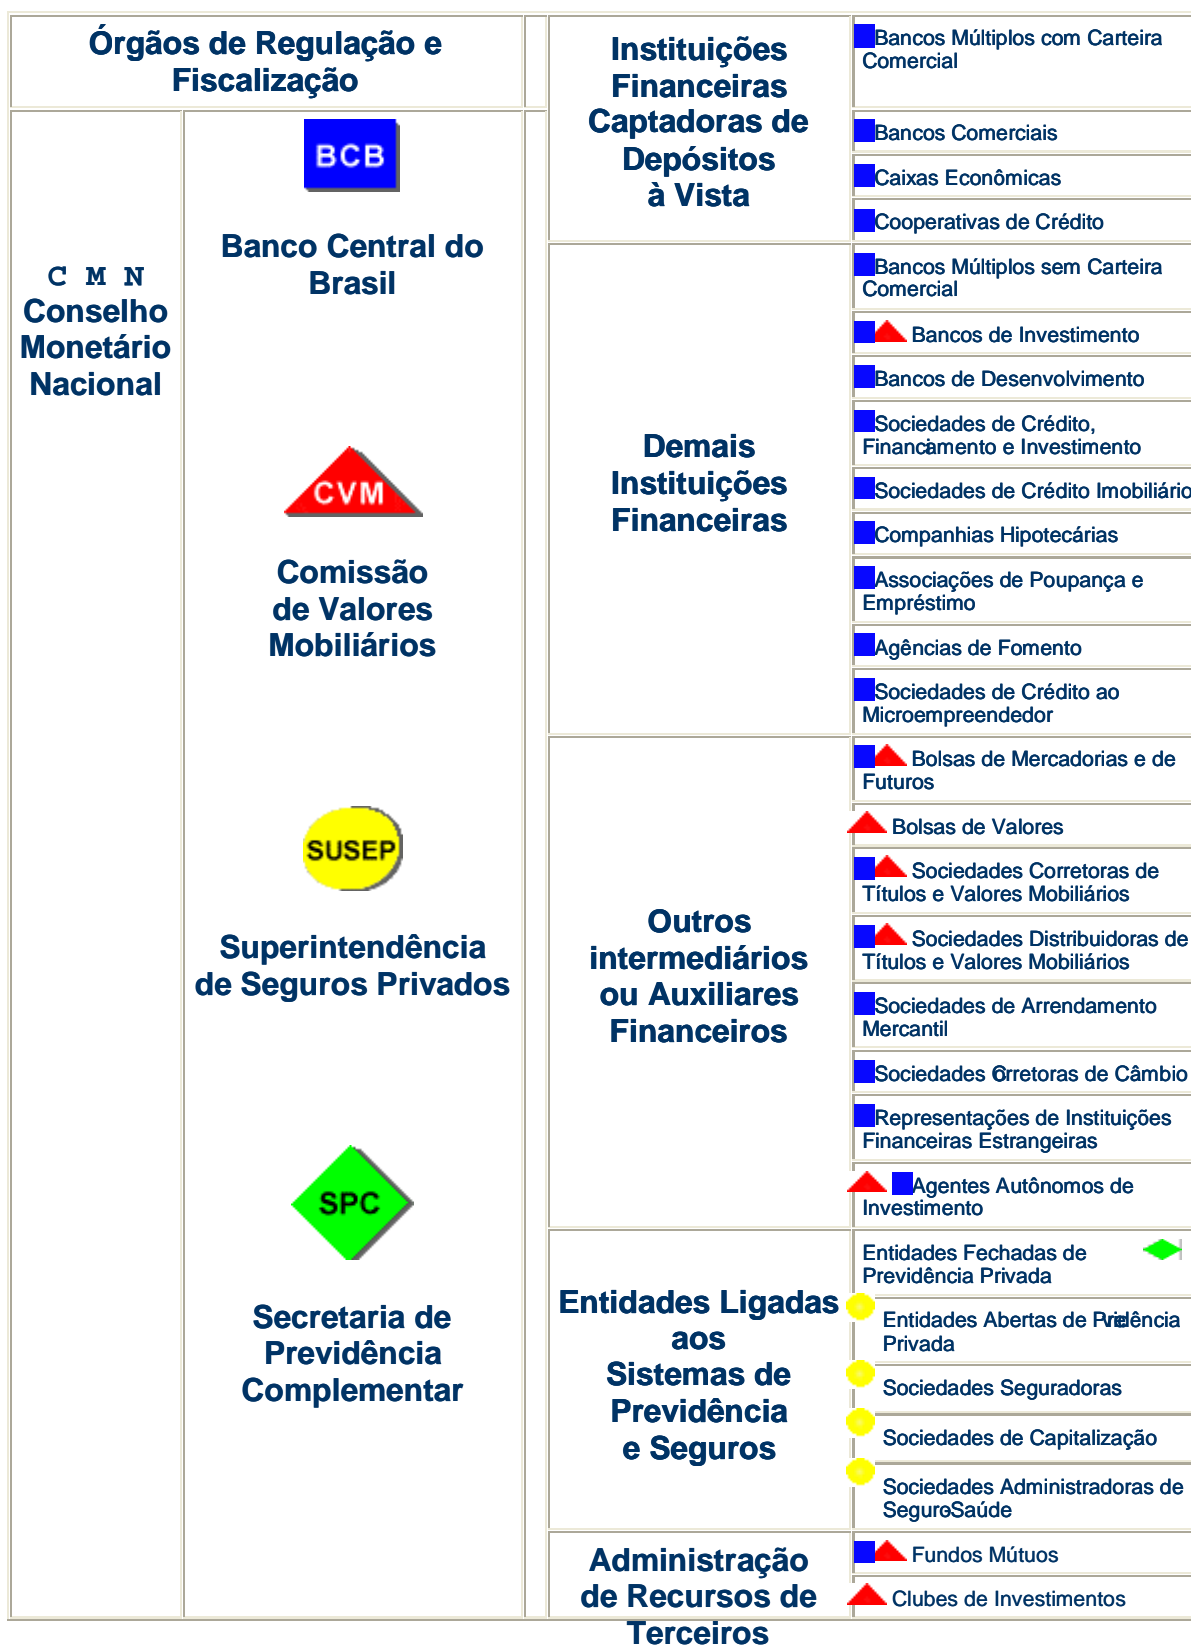 Órgãos de Regulação e
Fiscalização
C M N
Conselho
Monetário
Nacional
BCB
Banco Central do
Brasil
CVM
Comissão
de Valores
Mobiliários
SUSEP
Superintendência
de Seguros Privados
SPC
Secretaria de
Previdência
Complementar
Instituições
Financeiras
Captadoras de
Depósitos
à Vista
Bancos Múltiplos com Carteira
Comercial
Bancos Comerciais
Caixas Econômicas
Cooperativas de Crédito
Demais
Instituições
Financeiras
Bancos Múltiplos sem Carteira
Comercial
Bancos de Investimento
Bancos de Desenvolvimento
Sociedades de Crédito,
Financiamento e Investimento
Sociedades de Crédito Imobiliário
Companhias Hipotecárias
Associações de Poupança e
Empréstimo
Agências de Fomento
Sociedades de Crédito ao
Microempreendedor
Outros
intermediários
ou Auxiliares
Financeiros
Bolsas de Mercadorias e de
Futuros
Bolsas de Valores
Sociedades Corretoras de
Títulos e Valores Mobiliários
Sociedades Distribuidoras de
Títulos e Valores Mobiliários
Sociedades de Arrendamento
Mercantil
Sociedades Corretoras de Câmbio
Representações de Instituições
Financeiras Estrangeiras
Agentes Autônomos de
Investimento
Entidades Ligadas
aos
Sistemas de
Previdência
e Seguros
Entidades Fechadas de
Previdência Privada
Entidades Abertas de Previdência
Privada
Sociedades Seguradoras
Sociedades de Capitalização
Sociedades Administradoras de
Seguro-Saúde
Administração
de Recursos de
Terceiros
Fundos Mútuos
Clubes de Investimentos